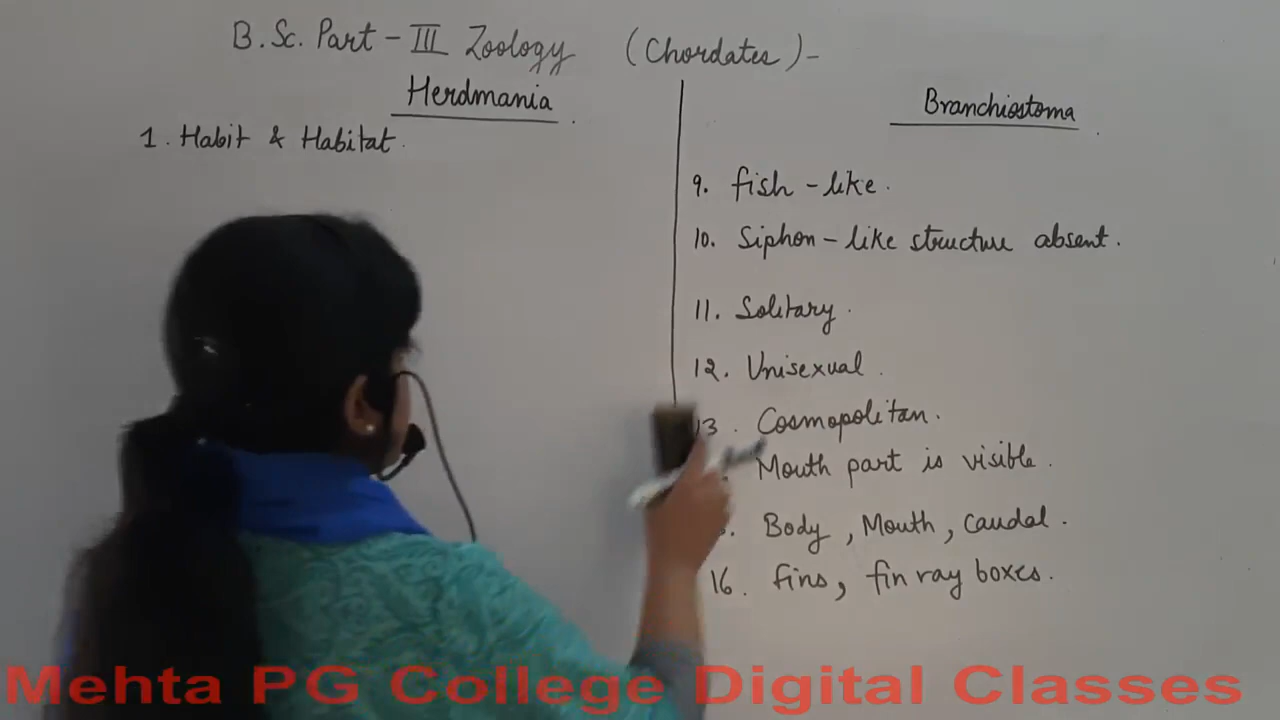 B.Sc. Part - III Zoology (Chordates) -
Herdmania
1. Habit & Habitat.
Branchiostoma
9. fish - like.
10. Siphon - like structure absent.
11. Solitary.
12. Unisexual.
13. Cosmopolitan.
Mouth part is visible.
Body, Mouth, Caudal.
16. fins, fin ray boxes.
Mehta PG College Digital Classes